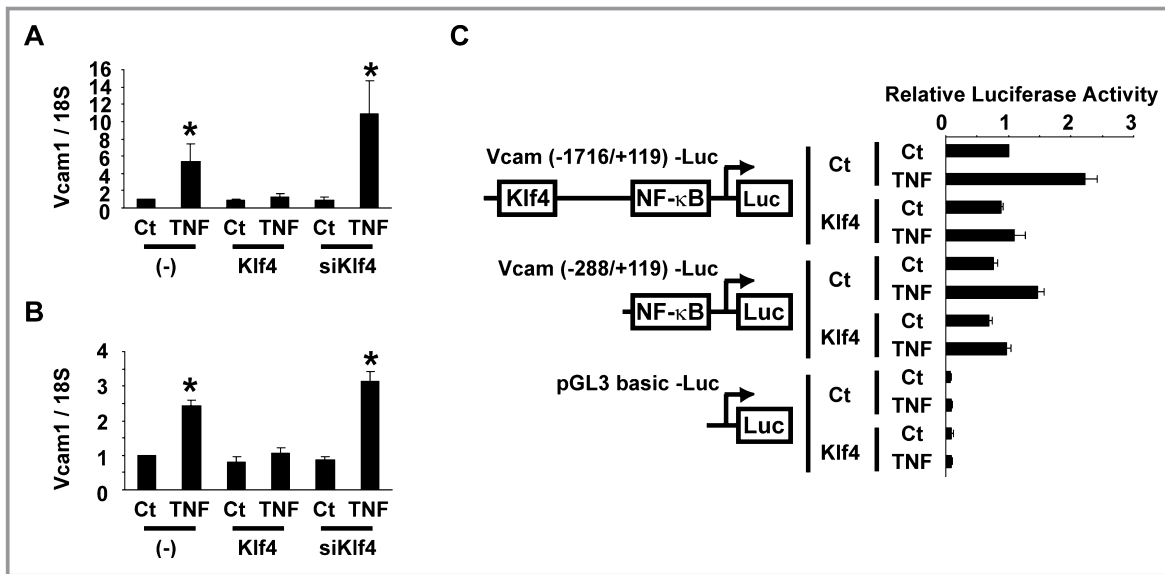 A
Vcam1 / 18S
16
14
12
10
8
6
4
2
0
*
*
Ct TNF Ct TNF Ct TNF
(-) Klf4 siKlf4
B
Vcam1 / 18S
4
3
2
1
0
*
*
Ct TNF Ct TNF Ct TNF
(-) Klf4 siKlf4
C
Relative Luciferase Activity
0 1 2 3
Vcam (-1716/+119) -Luc
Klf4 NF-κB Luc
Ct
Ct
TNF
Klf4
Ct
TNF
Vcam (-288/+119) -Luc
NF-κB Luc
Ct
Ct
TNF
Klf4
Ct
TNF
pGL3 basic -Luc
Luc
Ct
Ct
TNF
Klf4
Ct
TNF